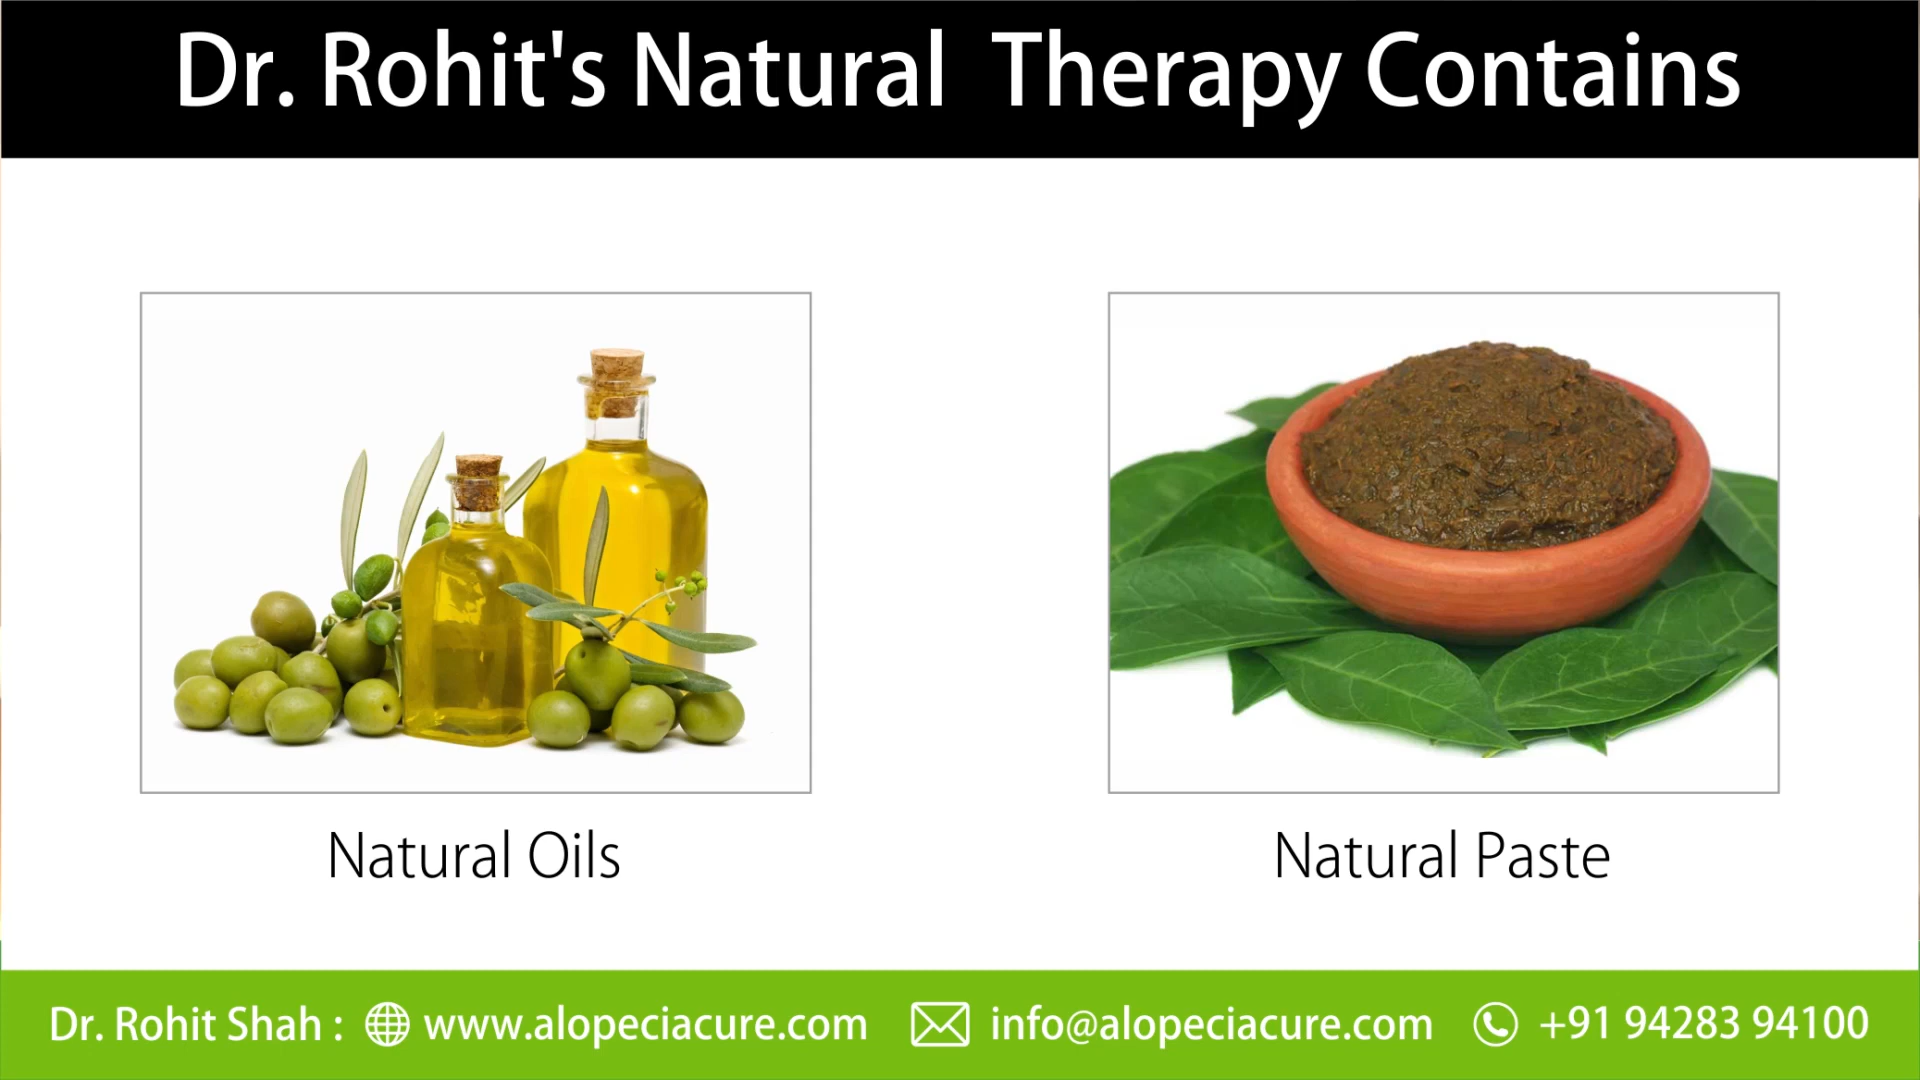 Dr. Rohit's Natural Therapy Contains
Natural Oils
Natural Paste
Dr. Rohit Shah : www.alopeciacure.com info@alopeciacure.com +91 94283 94100